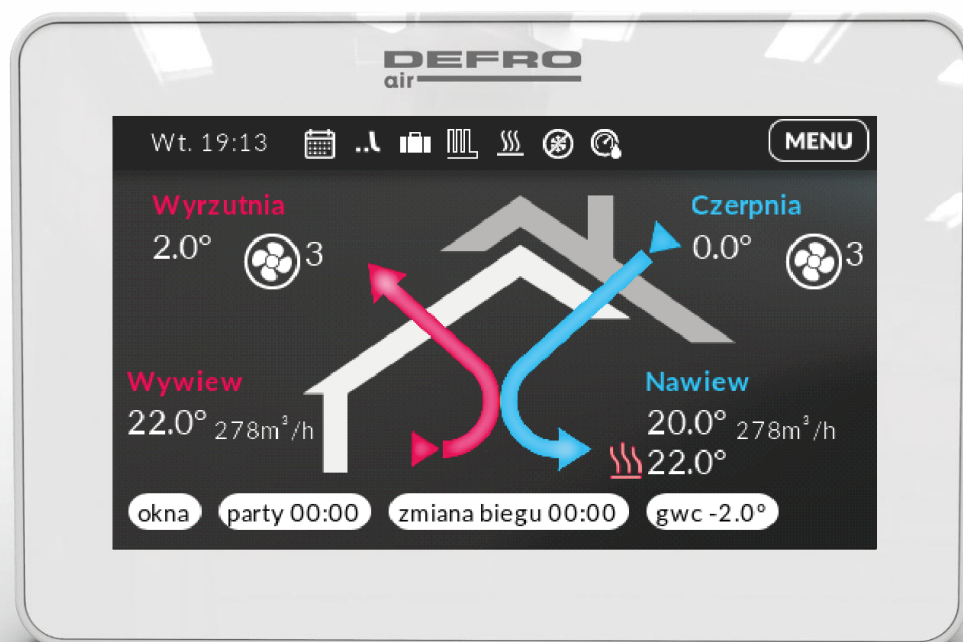 DEFRO
air
Wt. 19:13
MENU
Wyrzutnia
2.0°
3
Czerpnia
0.0°
3
Wywiew
22.0° 278m³/h
Nawiew
20.0° 278m³/h
22.0°
okna
party 00:00
zmiana biegu 00:00
gwc -2.0°